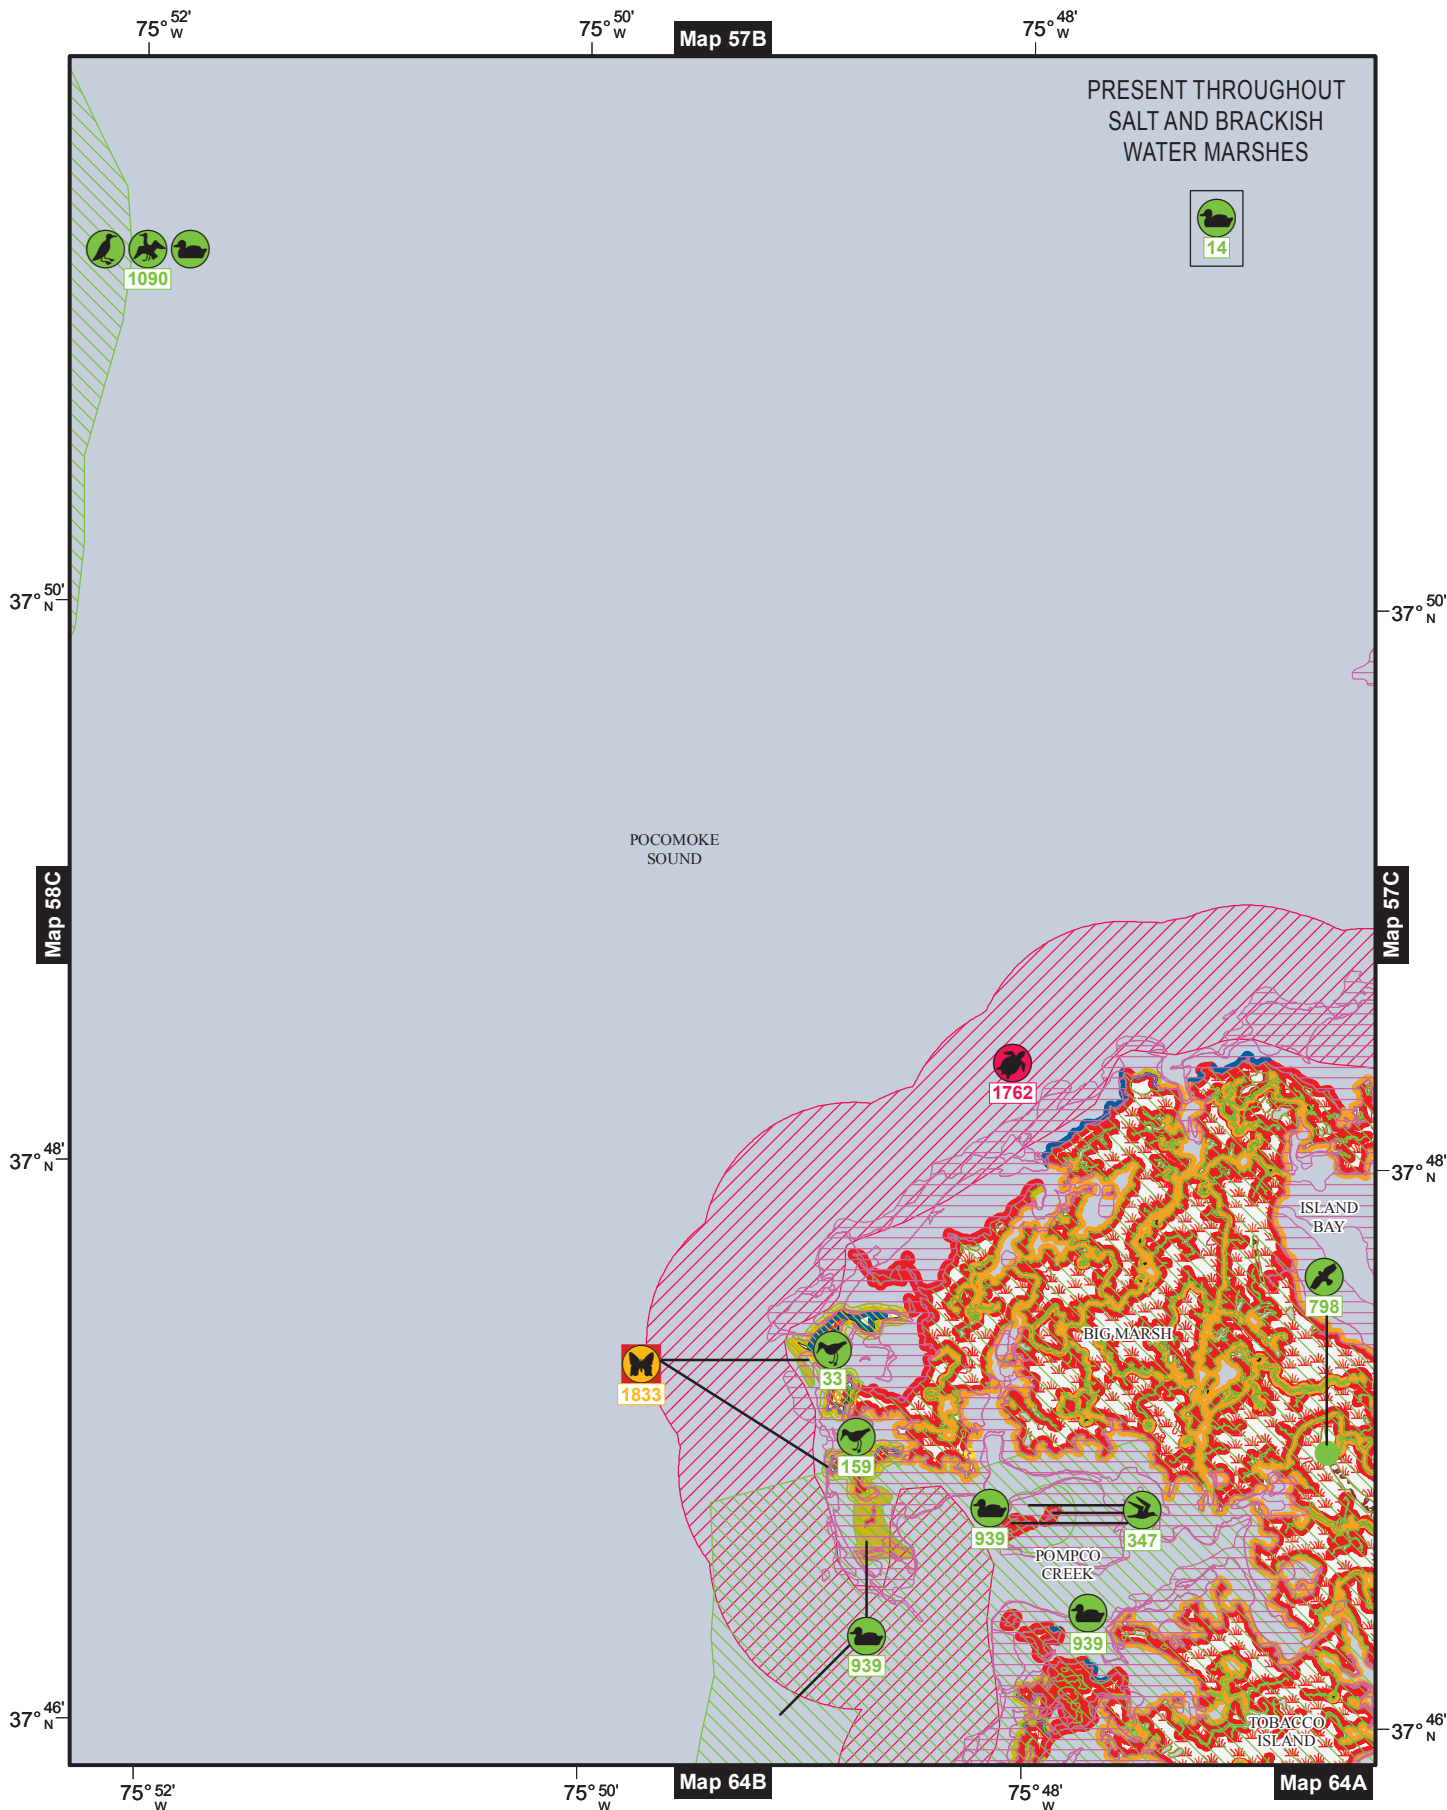 75°52'W
75°50'W
75°48'W
Map 57B
PRESENT THROUGHOUT
SALT AND BRACKISH
WATER MARSHES
14
1090
37°50'N
37°50'N
POCOMOKE
SOUND
Map 58C
Map 57C
1762
37°48'N
37°48'N
ISLAND
BAY
798
BIG MARSH
33
1833
159
939
347
POMPCO
CREEK
939
939
37°46'N
37°46'N
TOBACCO
ISLAND
75°52'W
75°50'W
75°48'W
Map 64B
Map 64A